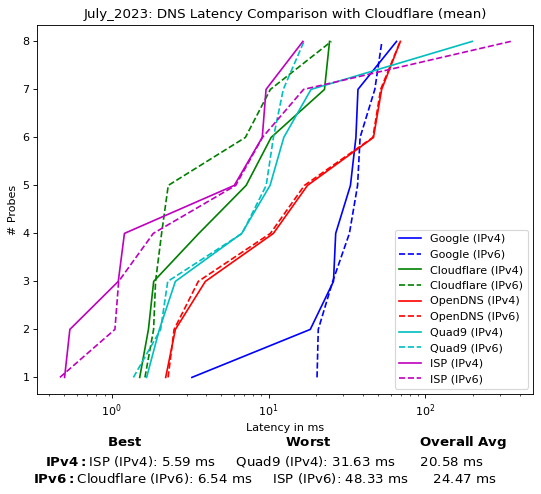 July_2023: DNS Latency Comparison with Cloudflare (mean)
8
7
6
5
4
3
2
1
# Probes
Google (IPv4)
Google (IPv6)
Cloudflare (IPv4)
Cloudflare (IPv6)
OpenDNS (IPv4)
OpenDNS (IPv6)
Quad9 (IPv4)
Quad9 (IPv6)
ISP (IPv4)
ISP (IPv6)
10⁰ 10¹ 10²
Latency in ms
Best Worst Overall Avg
IPv4: ISP (IPv4): 5.59 ms Quad9 (IPv4): 31.63 ms 20.58 ms
IPv6: Cloudflare (IPv6): 6.54 ms ISP (IPv6): 48.33 ms 24.47 ms